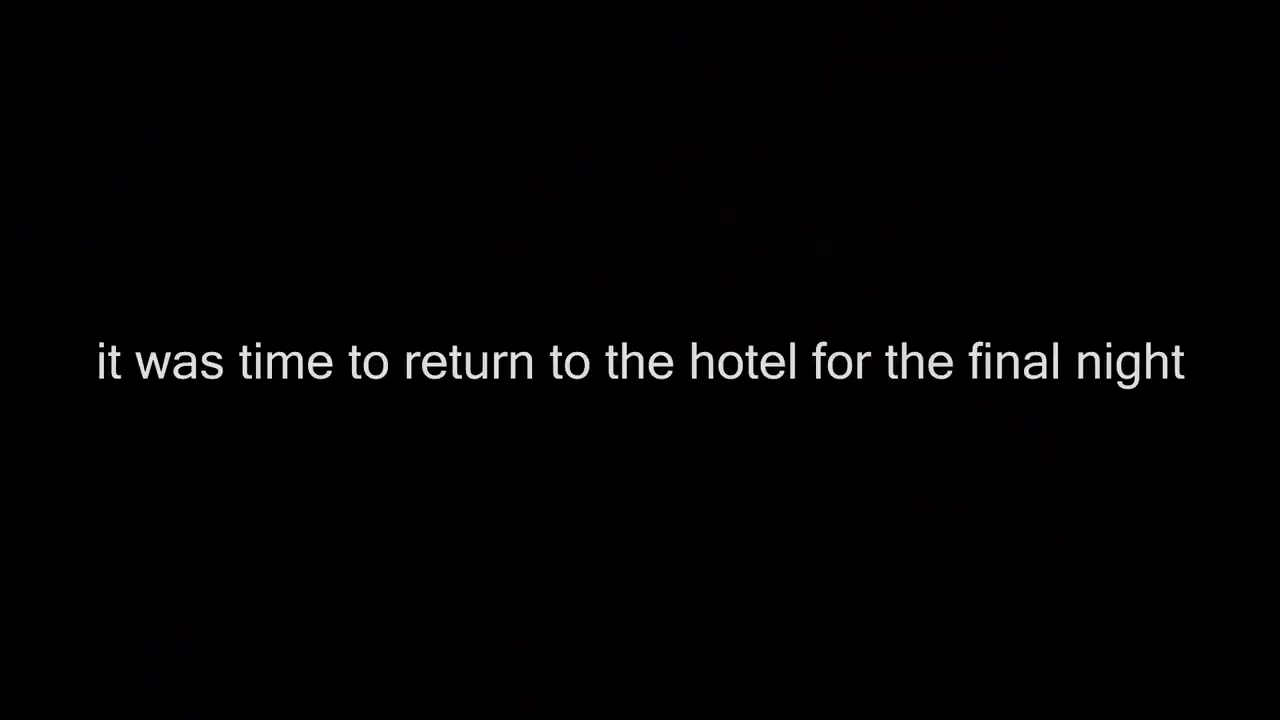 it was time to return to the hotel for the final night